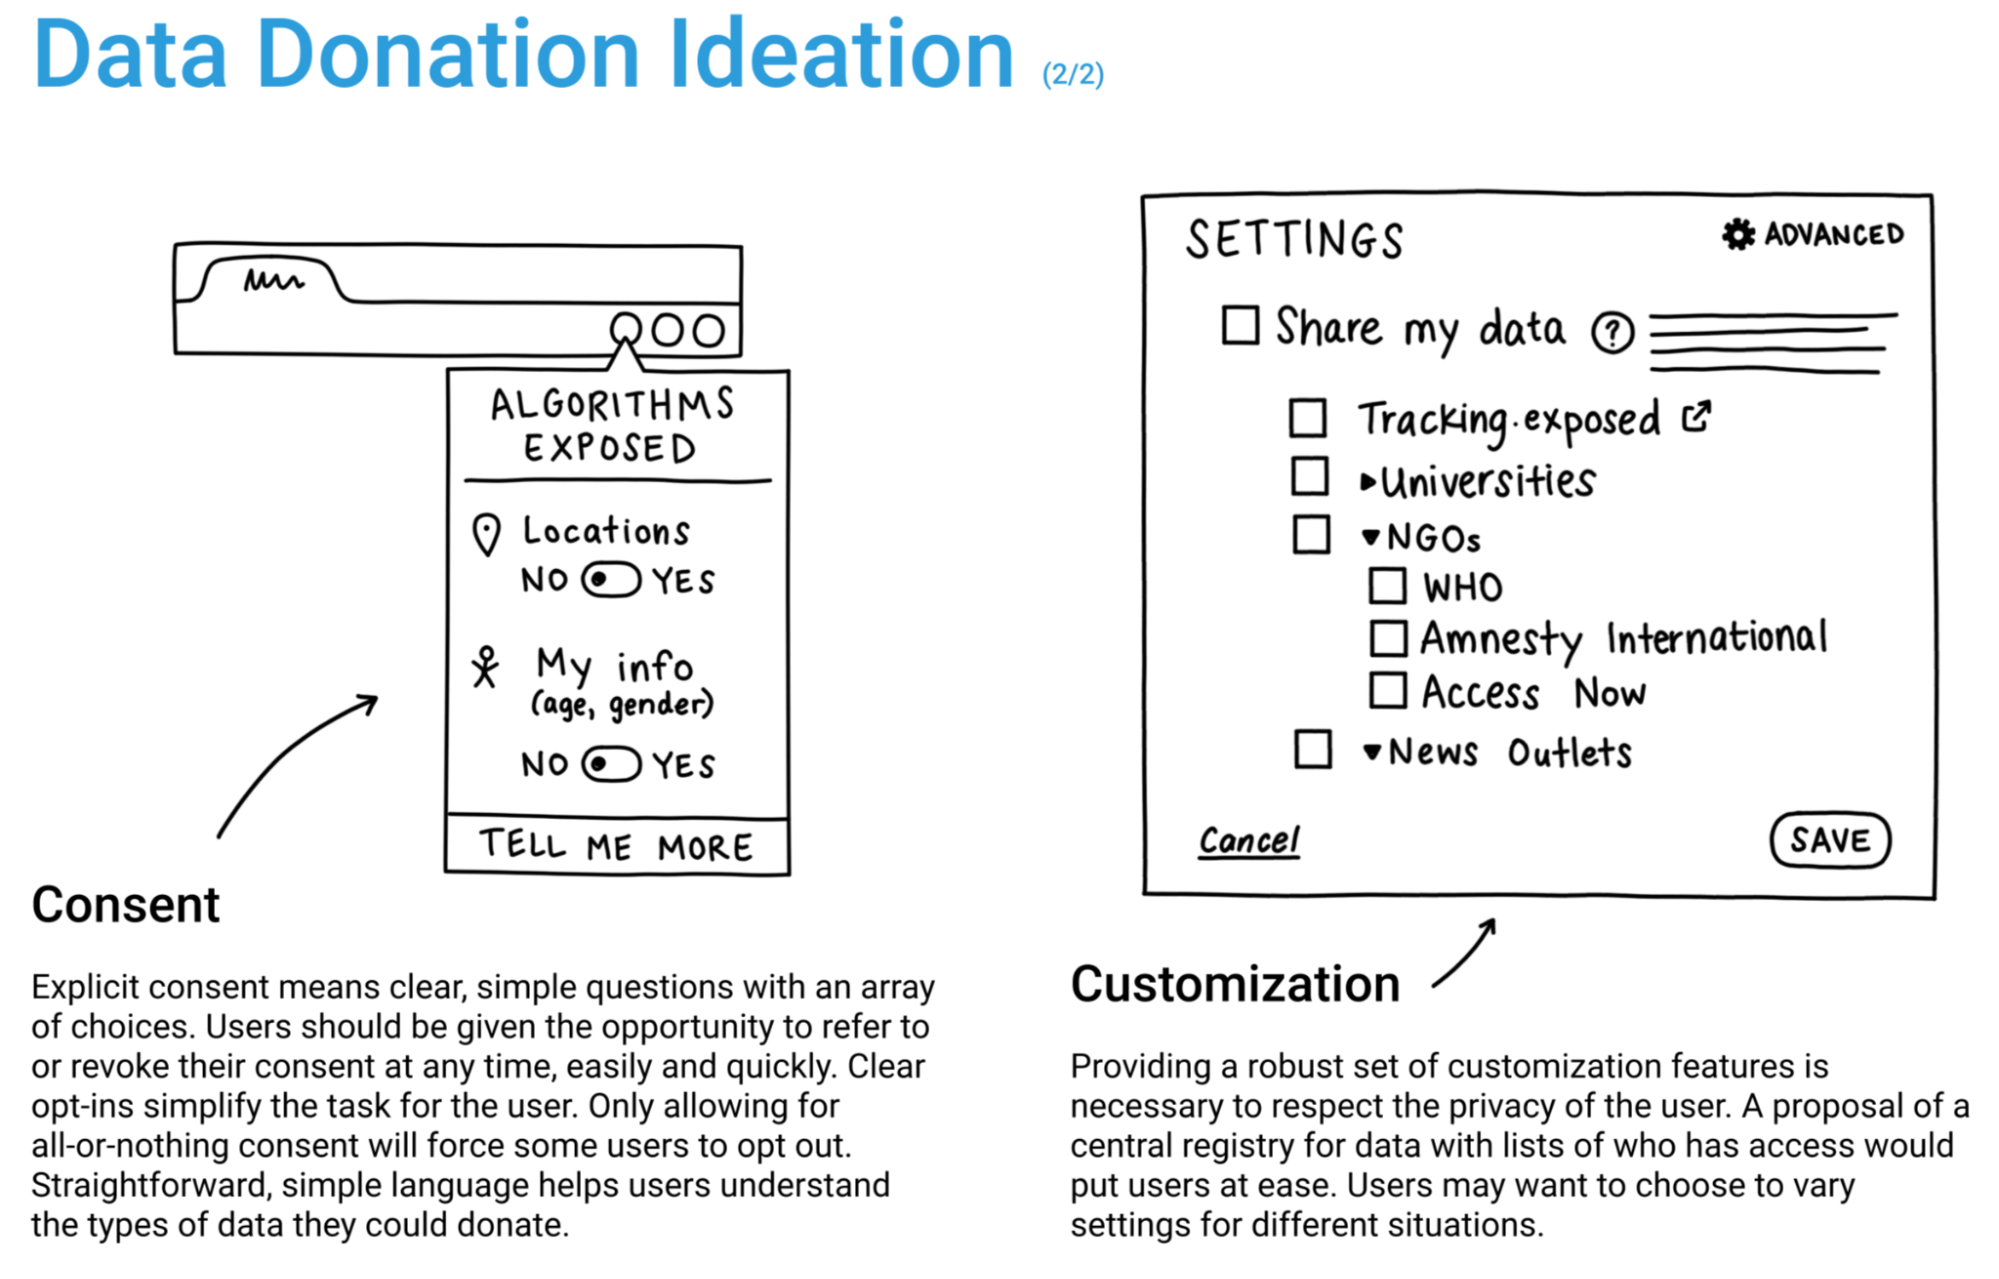 Data Donation Ideation (2/2)
ALGORITHMS
EXPOSED
Locations
NO YES
My info
(age, gender)
NO YES
TELL ME MORE
Consent
Explicit consent means clear, simple questions with an array
of choices. Users should be given the opportunity to refer to
or revoke their consent at any time, easily and quickly. Clear
opt-ins simplify the task for the user. Only allowing for
all-or-nothing consent will force some users to opt out.
Straightforward, simple language helps users understand
the types of data they could donate.
SETTINGS
ADVANCED
Share my data ?
Tracking.exposed
Universities
NGOs
WHO
Amnesty International
Access Now
News Outlets
Cancel
SAVE
Customization
Providing a robust set of customization features is
necessary to respect the privacy of the user. A proposal of a
central registry for data with lists of who has access would
put users at ease. Users may want to choose to vary
settings for different situations.